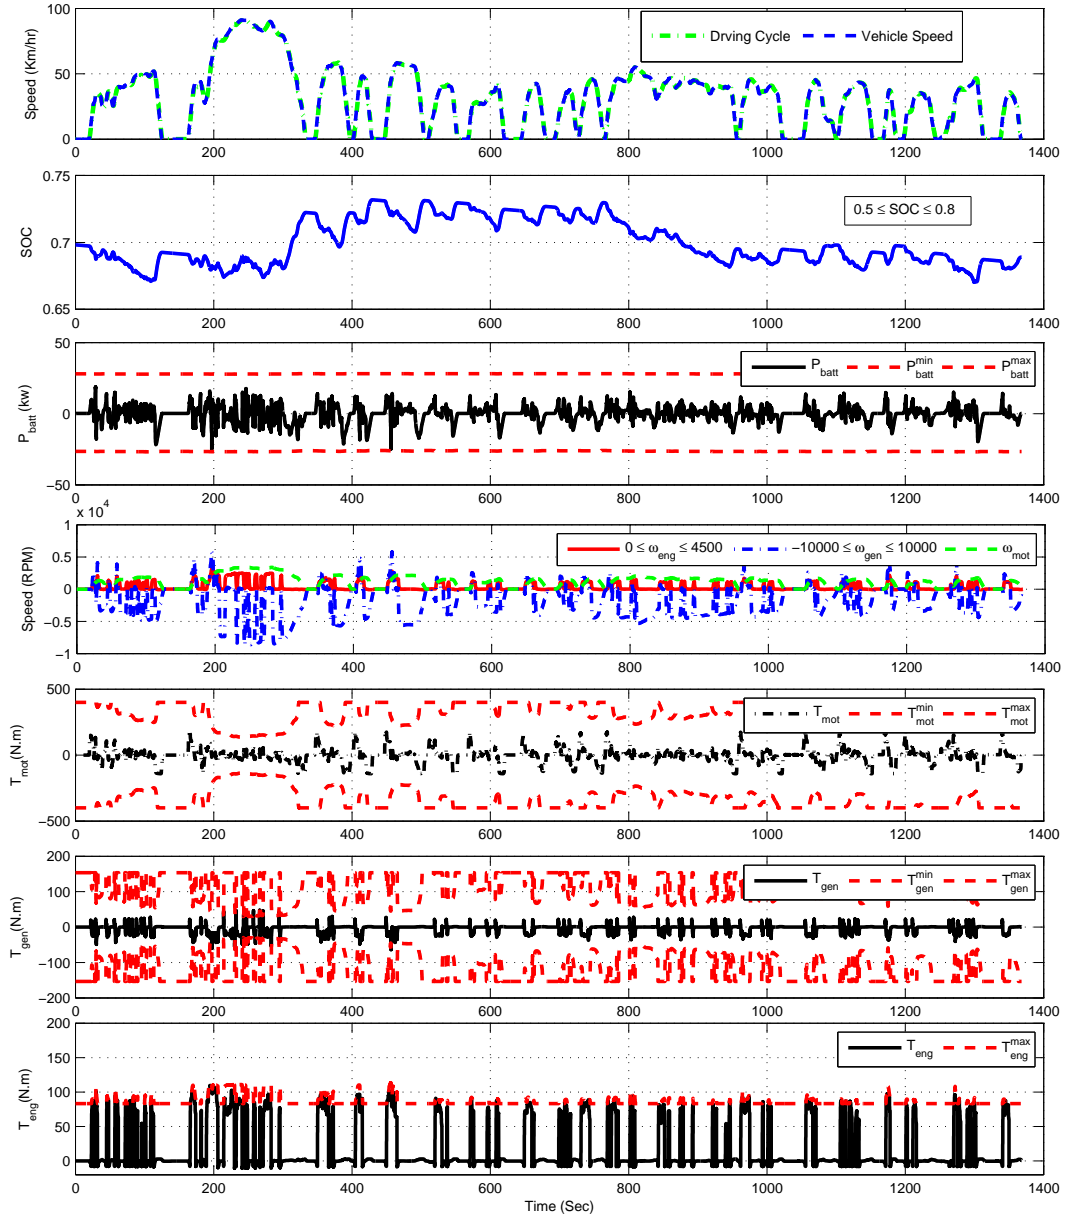 100
50
0
Speed (Km/hr)
Drving Cycle
Vehicle Speed
0 200 400 600 800 1000 1200 1400
0.75
0.7
0.65
SOC
0.5 ≤ SOC ≤ 0.8
0 200 400 600 800 1000 1200 1400
50
0
−50
P_batt (kw)
P_batt
P_batt^min
P_batt^max
0 200 400 600 800 1000 1200 1400
x 10^4
1
0.5
0
−0.5
−1
Speed (RPM)
0 ≤ ω_eng ≤ 4500
−10000 ≤ ω_gen ≤ 10000
ω_mot
0 200 400 600 800 1000 1200 1400
500
0
−500
T_mot(N.m)
T_mot
T_mot^min
T_mot^max
0 200 400 600 800 1000 1200 1400
200
100
0
−100
−200
T_gen(N.m)
T_gen
T_gen^min
T_gen^max
0 200 400 600 800 1000 1200 1400
200
150
100
50
0
T_eng(N.m)
T_eng
T_eng^max
0 200 400 600 800 1000 1200 1400
Time (Sec)